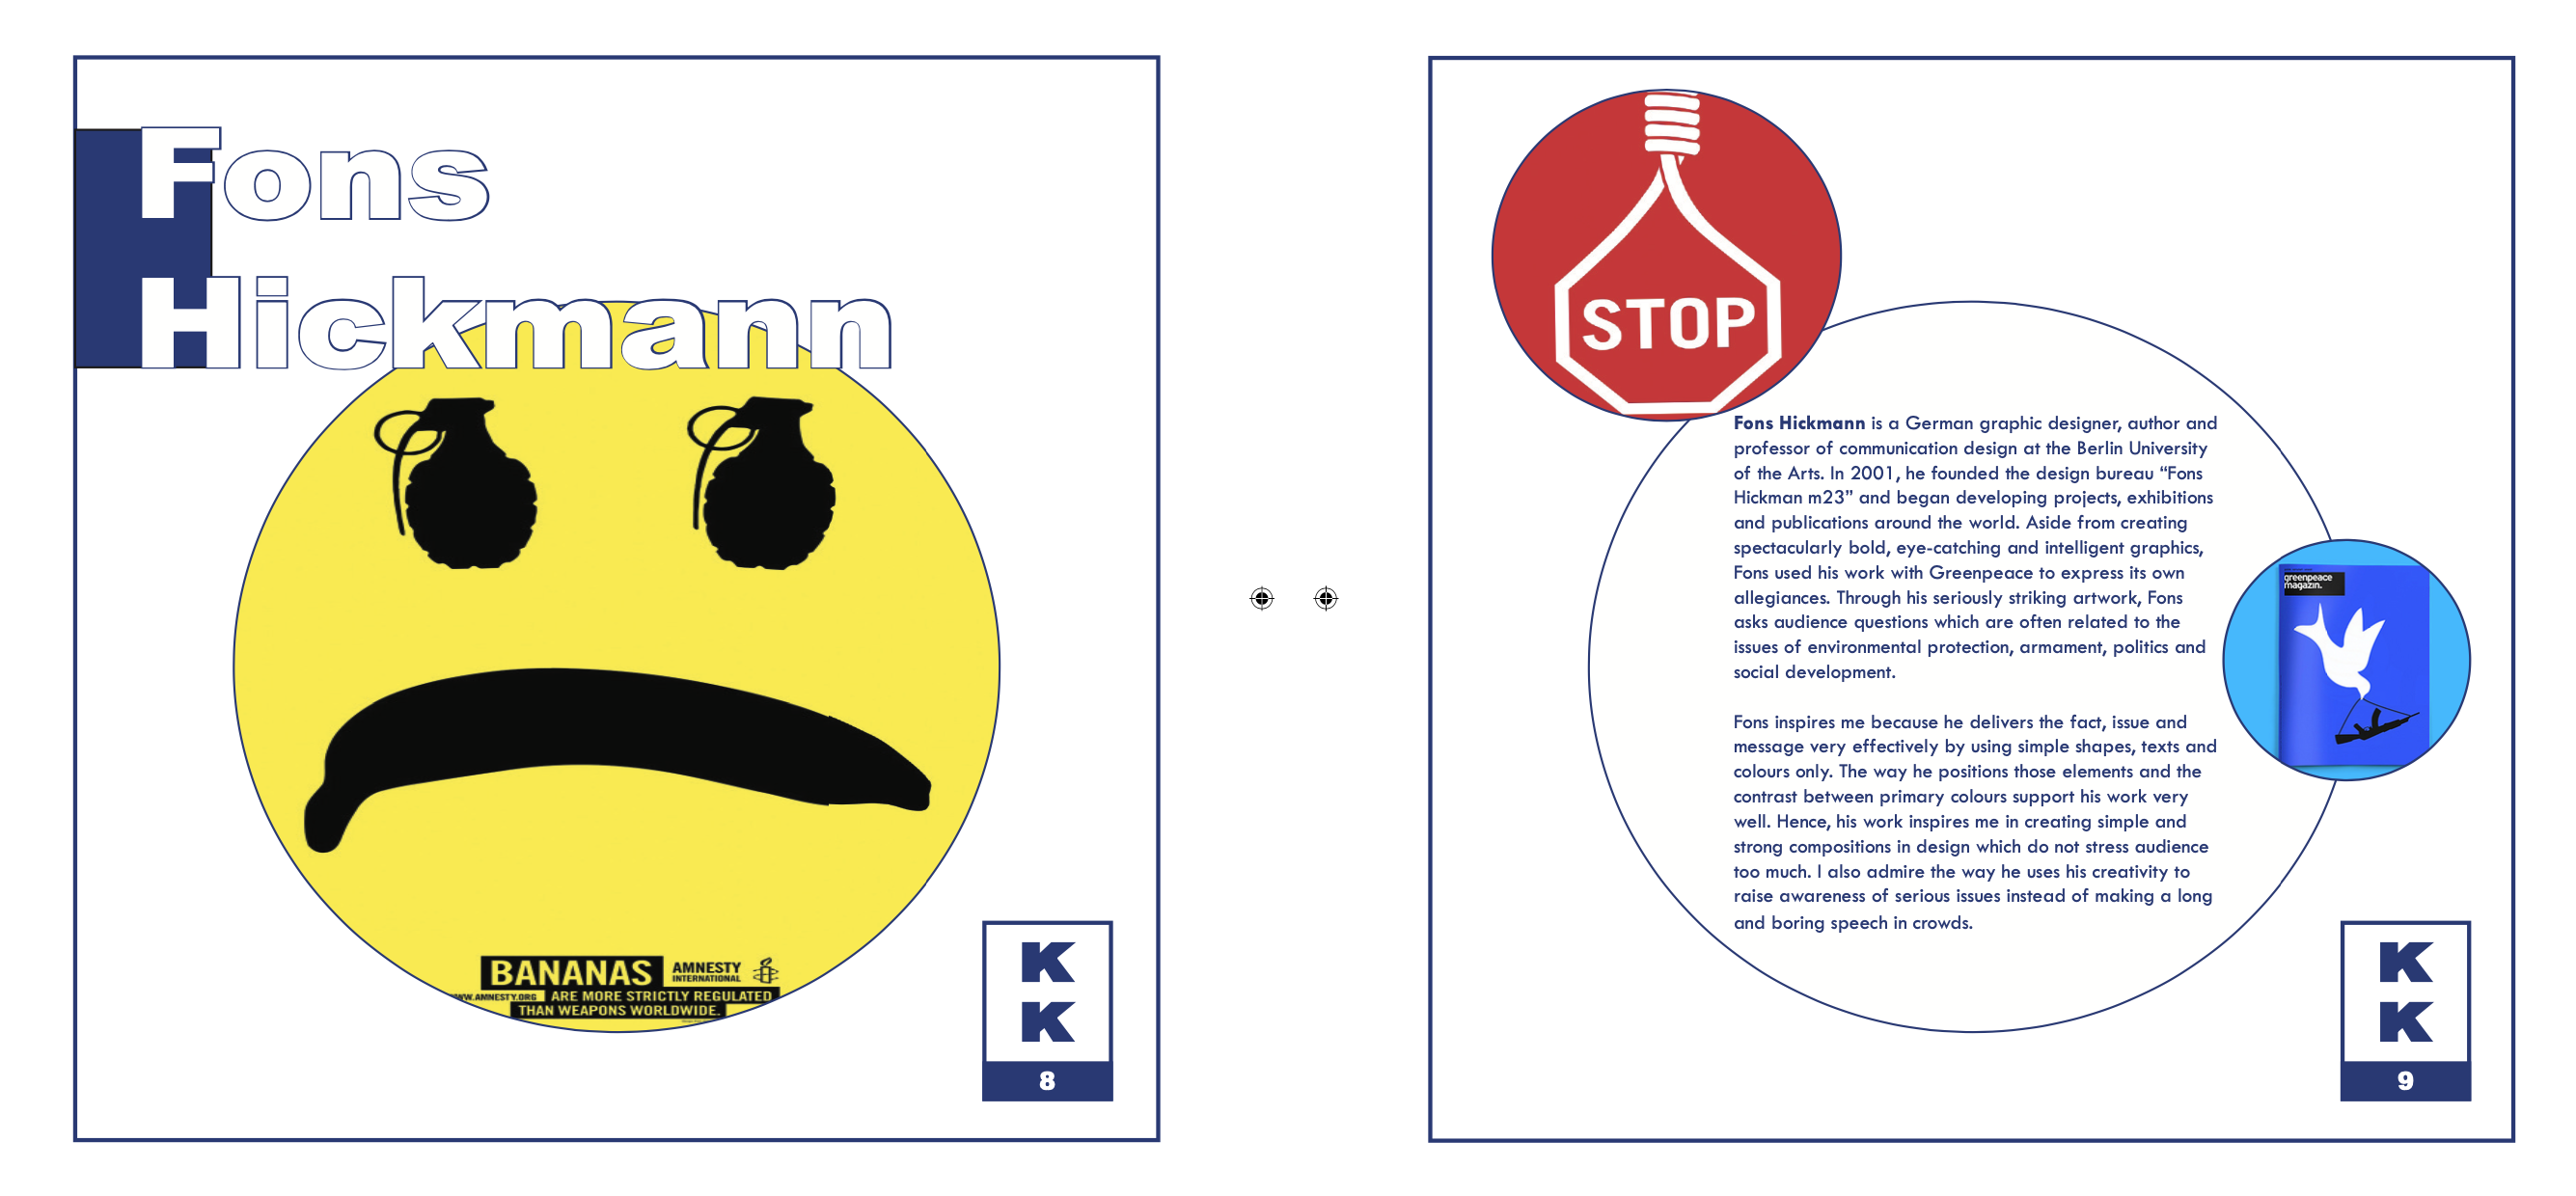 Fons
Hickmann
BANANAS
AMNESTY
INTERNATIONAL
WWW.AMNESTY.ORG ARE MORE STRICTLY REGULATED
THAN WEAPONS WORLDWIDE.
K
K
8
STOP
Fons Hickmann is a German graphic designer, author and
professor of communication design at the Berlin University
of the Arts. In 2001, he founded the design bureau “Fons
Hickman m23” and began developing projects, exhibitions
and publications around the world. Aside from creating
spectacularly bold, eye-catching and intelligent graphics,
Fons used his work with Greenpeace to express its own
allegiances. Through his seriously striking artwork, Fons
asks audience questions which are often related to the
issues of environmental protection, armament, politics and
social development.
Fons inspires me because he delivers the fact, issue and
message very effectively by using simple shapes, texts and
colours only. The way he positions those elements and the
contrast between primary colours support his work very
well. Hence, his work inspires me in creating simple and
strong compositions in design which do not stress audience
too much. I also admire the way he uses his creativity to
raise awareness of serious issues instead of making a long
and boring speech in crowds.
greenpeace
magazin.
K
K
9